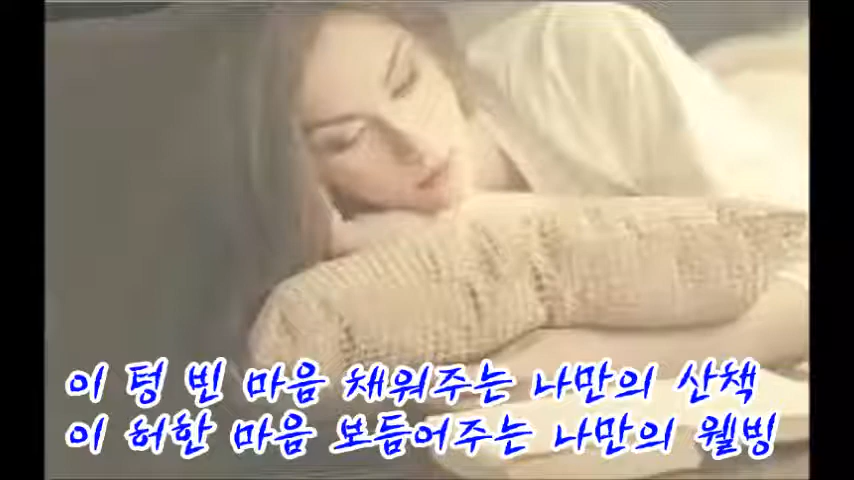 이 텅 빈 마음 채워주는 나만의 산책
이 허한 마음 보듬어주는 나만의 웰빙